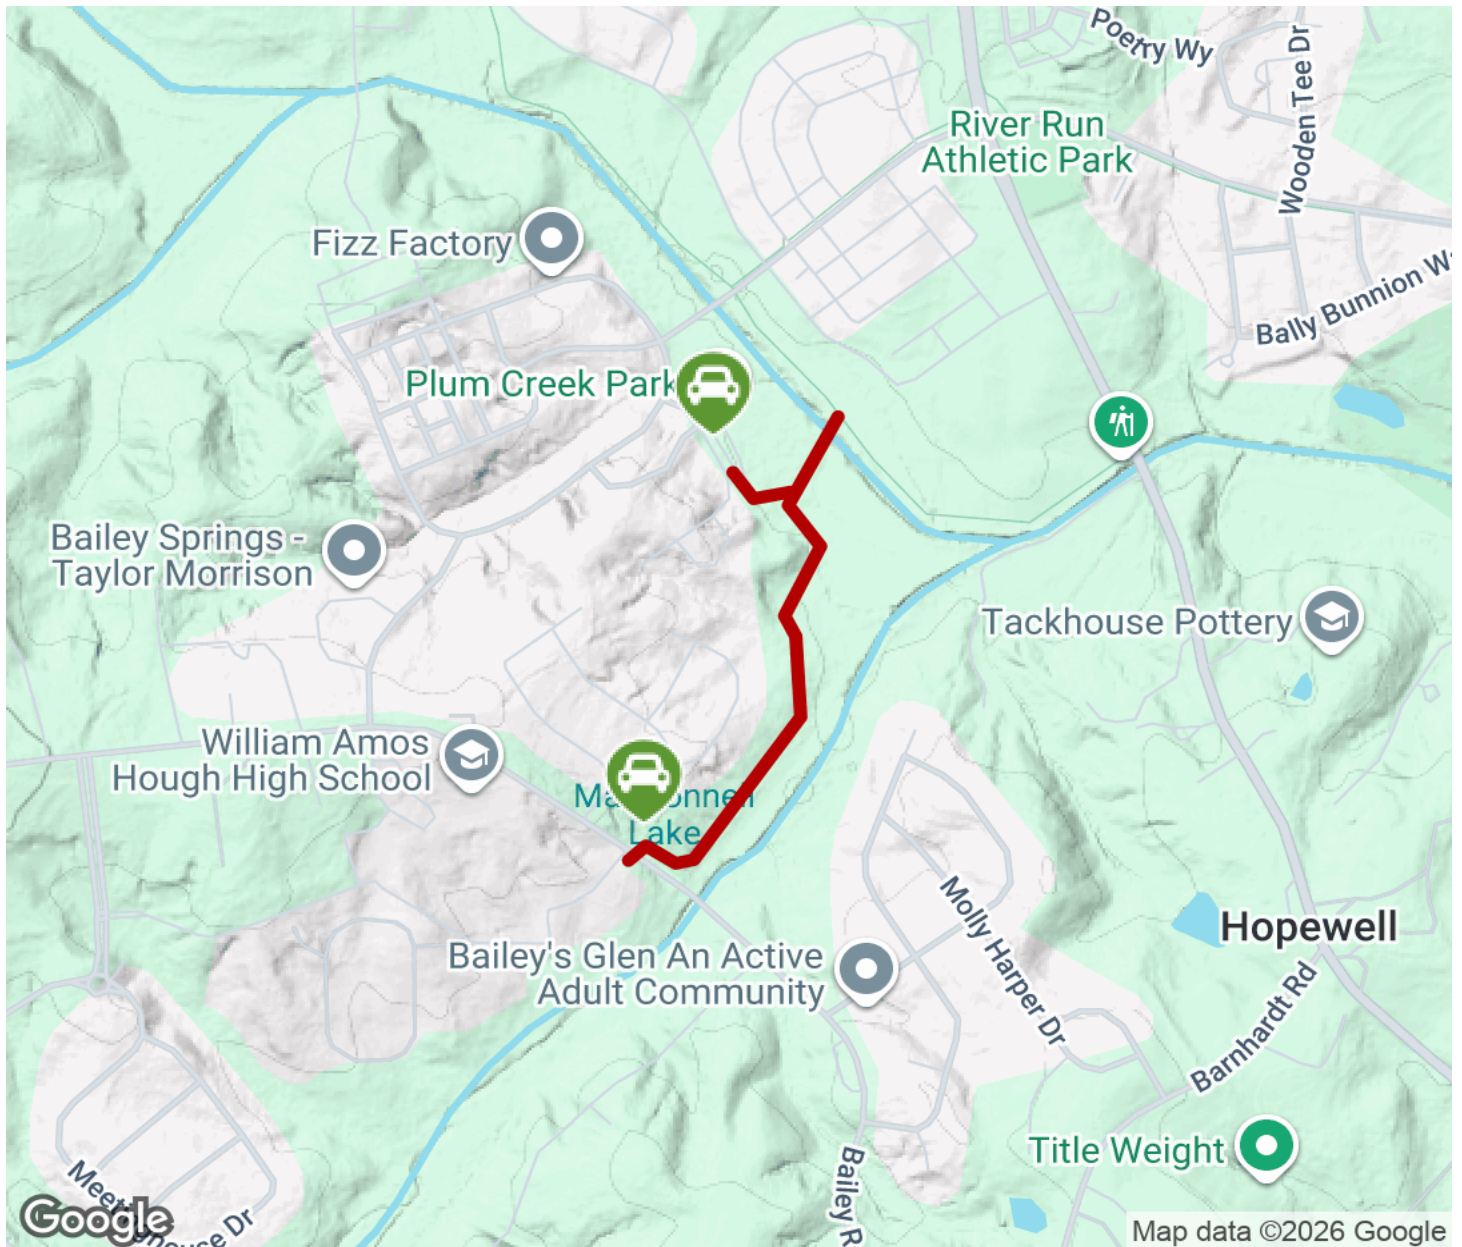 Poetry Wy
Wooden Tee Dr
River Run
Athletic Park
Fizz Factory
Bally Bunnion W
Plum Creek Park
Bailey Springs -
Taylor Morrison
Tackhouse Pottery
William Amos
Hough High School
Lake
Molly Harper Dr
Hopewell
Bailey's Glen An Active
Adult Community
Barnhardt Rd
Title Weight
Bailey R
Dr
Google
Map data ©2026 Google